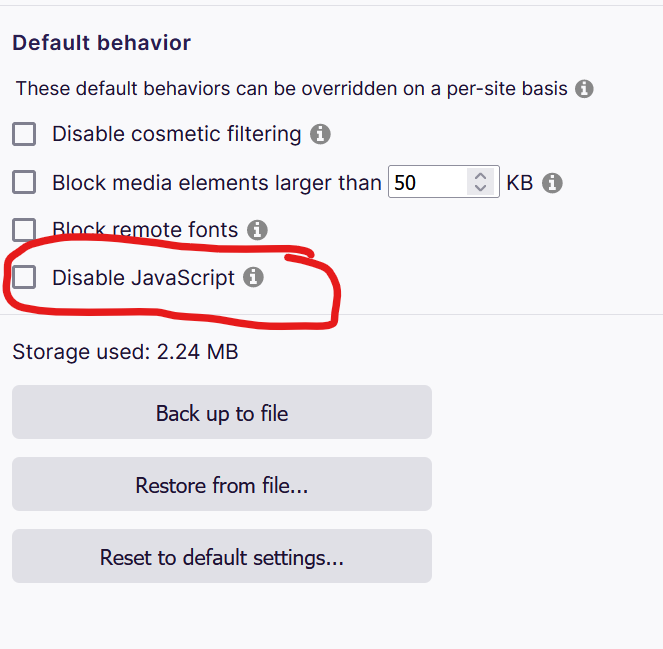 Default behavior
These default behaviors can be overridden on a per-site basis
Disable cosmetic filtering
Block media elements larger than 50 KB
Block remote fonts
Disable JavaScript
Storage used: 2.24 MB
Back up to file
Restore from file...
Reset to default settings...